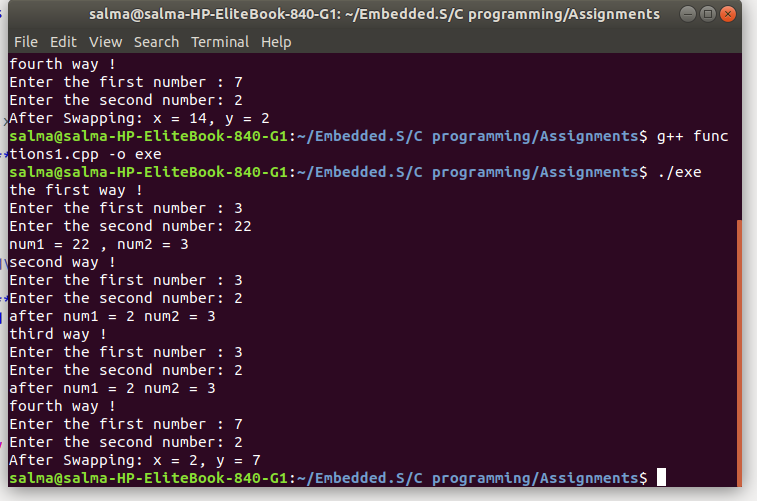 salma@salma-HP-EliteBook-840-G1: ~/Embedded.S/C programming/Assignments
File Edit View Search Terminal Help
fourth way !
Enter the first number : 7
Enter the second number: 2
After Swapping: x = 14, y = 2
salma@salma-HP-EliteBook-840-G1:~/Embedded.S/C programming/Assignments$ g++ func
tions1.cpp -o exe
salma@salma-HP-EliteBook-840-G1:~/Embedded.S/C programming/Assignments$ ./exe
the first way !
Enter the first number : 3
Enter the second number: 22
num1 = 22 , num2 = 3
second way !
Enter the first number : 3
Enter the second number: 2
after num1 = 2 num2 = 3
third way !
Enter the first number : 3
Enter the second number: 2
after num1 = 2 num2 = 3
fourth way !
Enter the first number : 7
Enter the second number: 2
After Swapping: x = 2, y = 7
salma@salma-HP-EliteBook-840-G1:~/Embedded.S/C programming/Assignments$